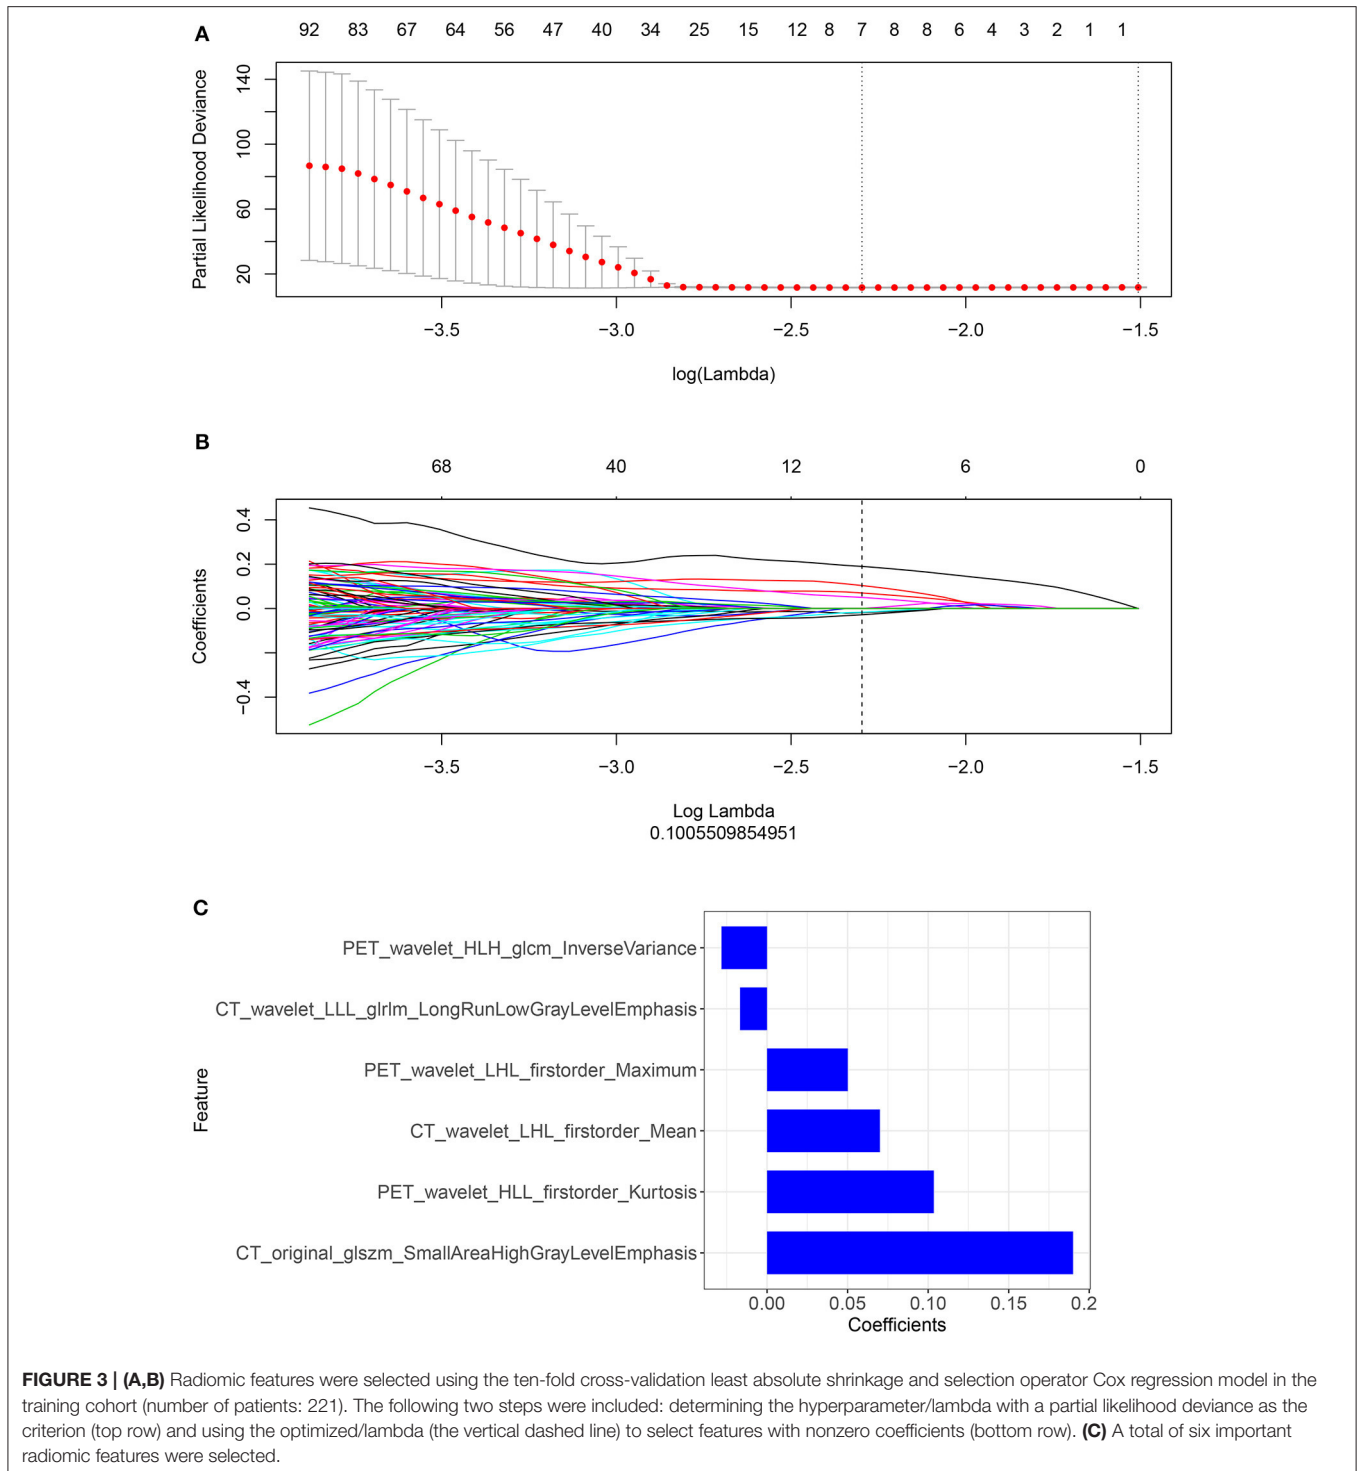 A
92 83 67 64 56 47 40 34 25 15 12 8 7 8 8 6 4 3 2 1 1
Partial Likelihood Deviance
140
100
60
20
−3.5 −3.0 −2.5 −2.0 −1.5
log(Lambda)
B
68 40 12 6 0
Coefficients
0.4
0.2
0.0
−0.4
−3.5 −3.0 −2.5 −2.0 −1.5
Log Lambda
0.1005509854951
C
Feature
PET_wavelet_HLH_glcm_InverseVariance
CT_wavelet_LLL_glrlm_LongRunLowGrayLevelEmphasis
PET_wavelet_LHL_firstorder_Maximum
CT_wavelet_LHL_firstorder_Mean
PET_wavelet_HLL_firstorder_Kurtosis
CT_original_glszm_SmallAreaHighGrayLevelEmphasis
0.00 0.05 0.10 0.15 0.2
Coefficients
FIGURE 3 | (A,B) Radiomic features were selected using the ten-fold cross-validation least absolute shrinkage and selection operator Cox regression model in the
training cohort (number of patients: 221). The following two steps were included: determining the hyperparameter/lambda with a partial likelihood deviance as the
criterion (top row) and using the optimized/lambda (the vertical dashed line) to select features with nonzero coefficients (bottom row). (C) A total of six important
radiomic features were selected.